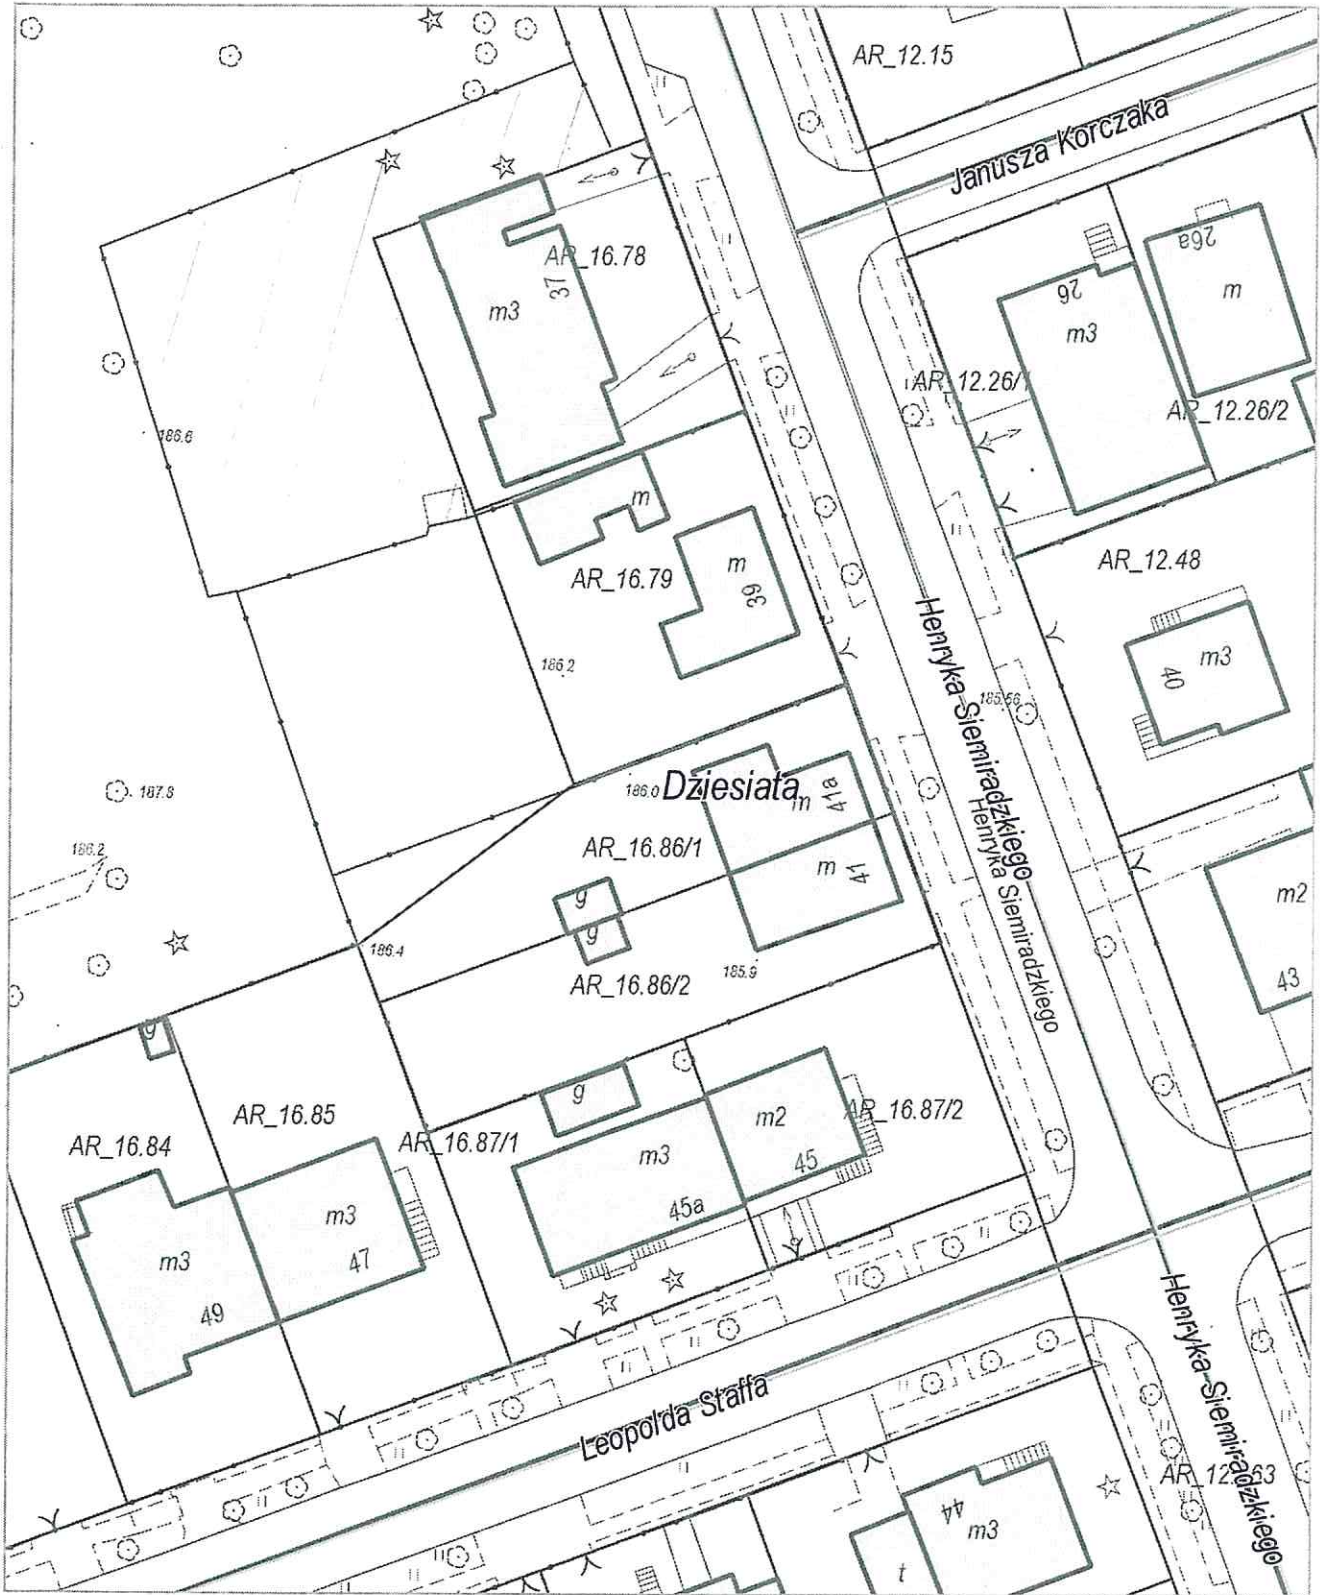 AR_12.15
Janusza Korczaka
AR_16.78
37
m3
26a
m
26
m3
AR_12.26/1
AR_12.26/2
186.6
m
AR_16.79
m
39
AR_12.48
186.2
m3
40
Henryka Siemiradzkiego
185.56
Dziesiąta
186.0
m
41a
187.8
186.2
AR_16.86/1
m
41
Henryka Siemiradzkiego
m2
43
g
g
186.4
AR_16.86/2
185.9
g
g
AR_16.85
AR_16.84
AR_16.87/1
m2
AR_16.87/2
m3
45
45a
m3
47
m3
49
Henryka Siemiradzkiego
Leopolda Staffa
44
m3
t